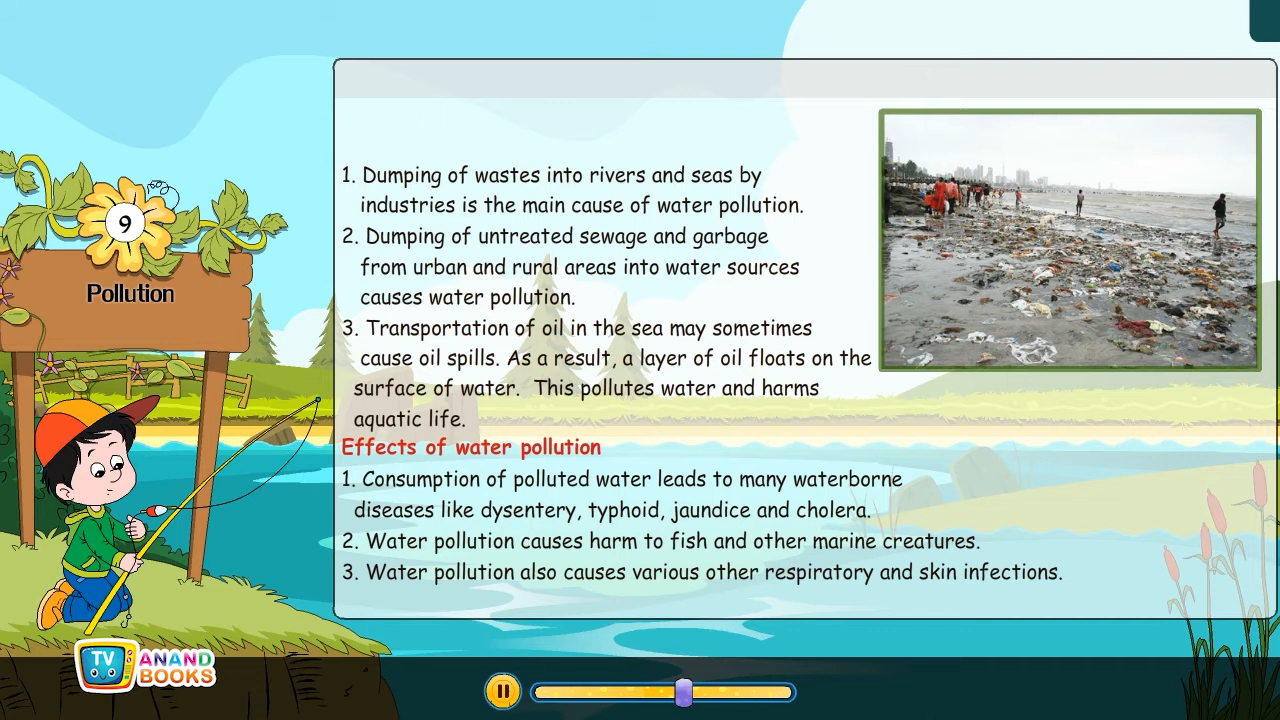 9
Pollution
1. Dumping of wastes into rivers and seas by
industries is the main cause of water pollution.
2. Dumping of untreated sewage and garbage
from urban and rural areas into water sources
causes water pollution.
3. Transportation of oil in the sea may sometimes
cause oil spills. As a result, a layer of oil floats on the
surface of water. This pollutes water and harms
aquatic life.
Effects of water pollution
1. Consumption of polluted water leads to many waterborne
diseases like dysentery, typhoid, jaundice and cholera.
2. Water pollution causes harm to fish and other marine creatures.
3. Water pollution also causes various other respiratory and skin infections.
TV ANAND
BOOKS